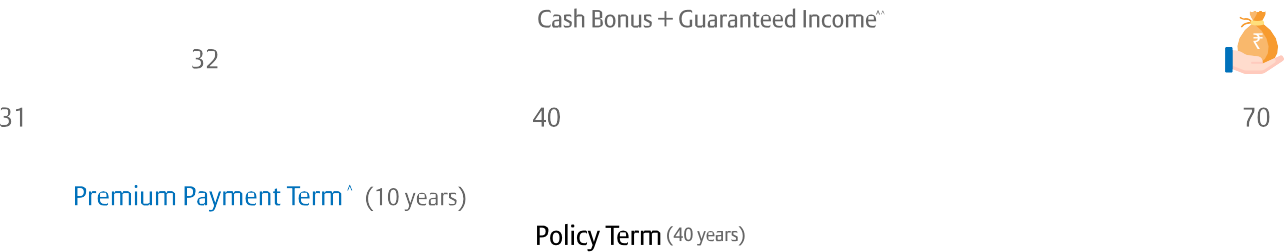 Cash Bonus + Guaranteed Income^^
₹
32
31 40 70
Premium Payment Term^ (10 years)
Policy Term (40 years)